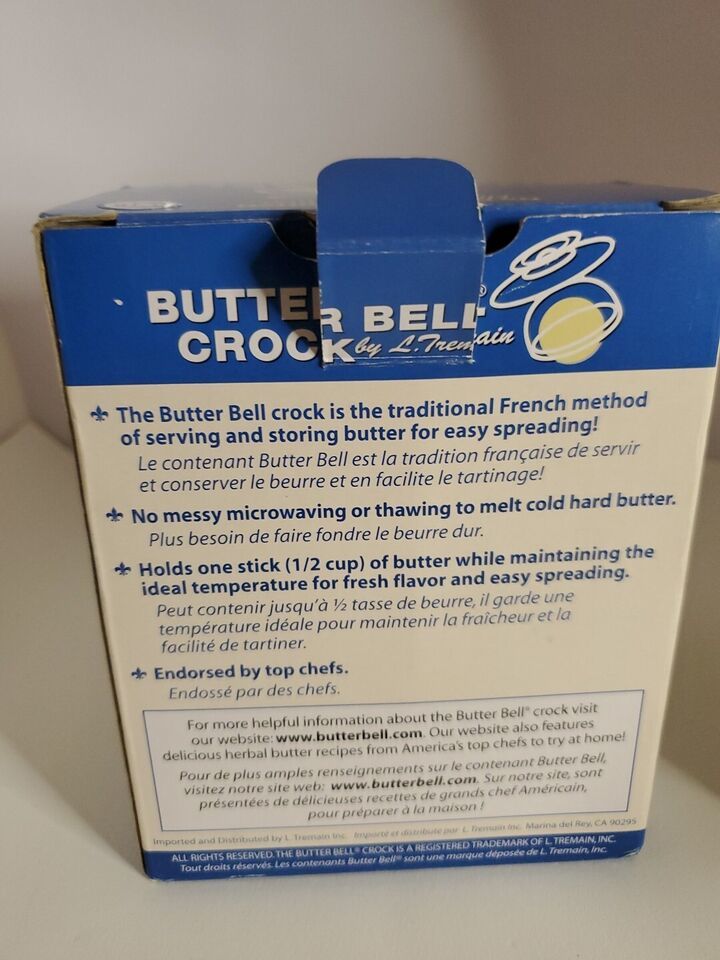 BUTTER BELL®
CROCK by L. Tremain
The Butter Bell crock is the traditional French method
of serving and storing butter for easy spreading!
Le contenant Butter Bell est la tradition française de servir
et conserver le beurre et en facilite le tartinage!
No messy microwaving or thawing to melt cold hard butter.
Plus besoin de faire fondre le beurre dur.
Holds one stick (1/2 cup) of butter while maintaining the
ideal temperature for fresh flavor and easy spreading.
Peut contenir jusqu'à ½ tasse de beurre, il garde une
température idéale pour maintenir la fraîcheur et la
facilité de tartiner.
Endorsed by top chefs.
Endossé par des chefs.
For more helpful information about the Butter Bell® crock visit
our website: www.butterbell.com. Our website also features
delicious herbal butter recipes from America's top chefs to try at home!
Pour de plus amples renseignements sur le contenant Butter Bell,
visitez notre site web: www.butterbell.com. Sur notre site, sont
présentées de délicieuses recettes de grands chef Américain,
pour préparer à la maison !
Imported and Distributed by L. Tremain Inc. Importé et distribute par L. Tremain Inc. Marina del Rey, CA 90295
ALL RIGHTS RESERVED. THE BUTTER BELL® CROCK IS A REGISTERED TRADEMARK OF L. TREMAIN, INC.
Tout droits réservés. Les contenants Butter Bell® sont une marque déposée de L. Tremain, Inc.